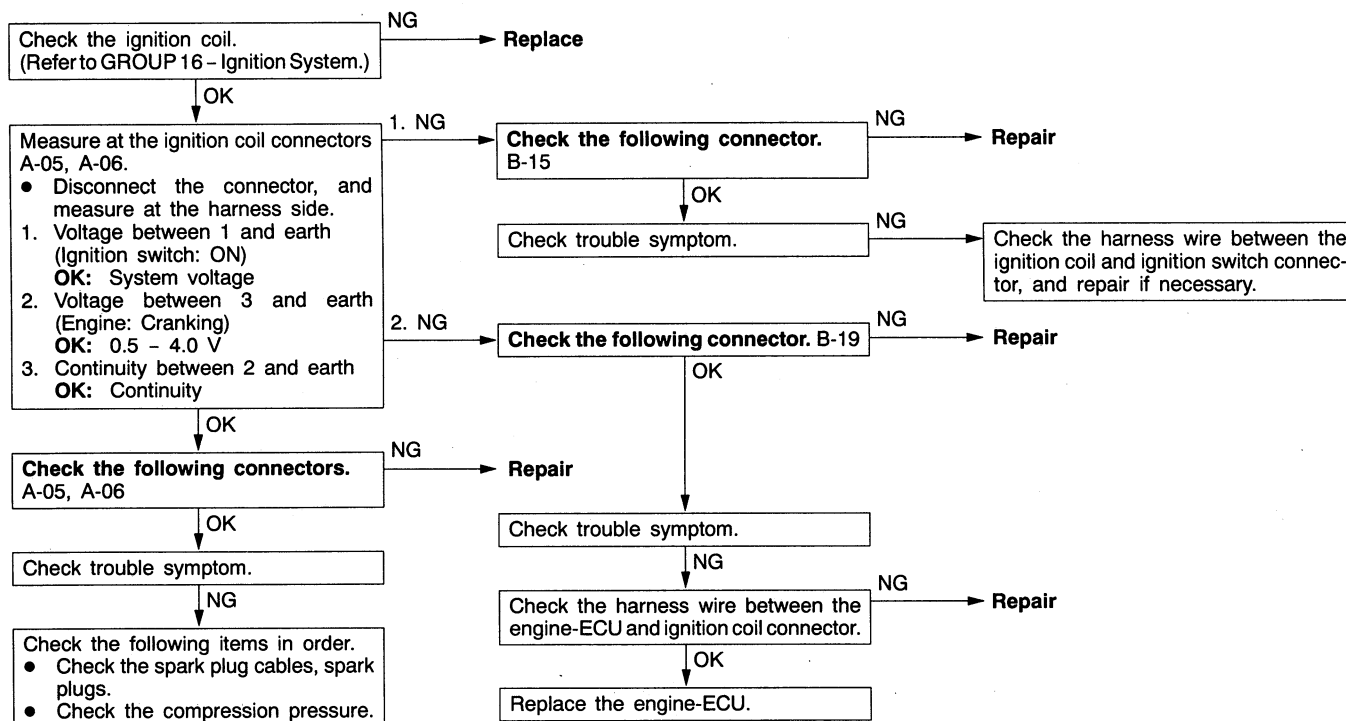 Check the ignition coil.
(Refer to GROUP 16 – Ignition System.)
NG
Replace
OK
Measure at the ignition coil connectors
A-05, A-06.
● Disconnect the connector, and
measure at the harness side.
1. Voltage between 1 and earth
(Ignition switch: ON)
OK: System voltage
2. Voltage between 3 and earth
(Engine: Cranking)
OK: 0.5 – 4.0 V
3. Continuity between 2 and earth
OK: Continuity
1. NG
Check the following connector.
B-15
NG
Repair
OK
Check trouble symptom.
NG
Check the harness wire between the
ignition coil and ignition switch connec-
tor, and repair if necessary.
2. NG
Check the following connector. B-19
NG
Repair
OK
Check trouble symptom.
NG
Check the harness wire between the
engine-ECU and ignition coil connector.
NG
Repair
OK
Replace the engine-ECU.
OK
Check the following connectors.
A-05, A-06
NG
Repair
OK
Check trouble symptom.
NG
Check the following items in order.
● Check the spark plug cables, spark
plugs.
● Check the compression pressure.